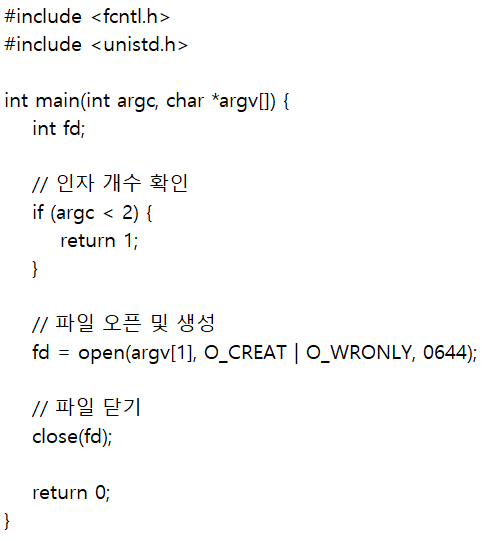 #include <fcntl.h>
#include <unistd.h>
int main(int argc, char *argv[]) {
int fd;
// 인자 개수 확인
if (argc < 2) {
return 1;
}
// 파일 오픈 및 생성
fd = open(argv[1], O_CREAT | O_WRONLY, 0644);
// 파일 닫기
close(fd);
return 0;
}